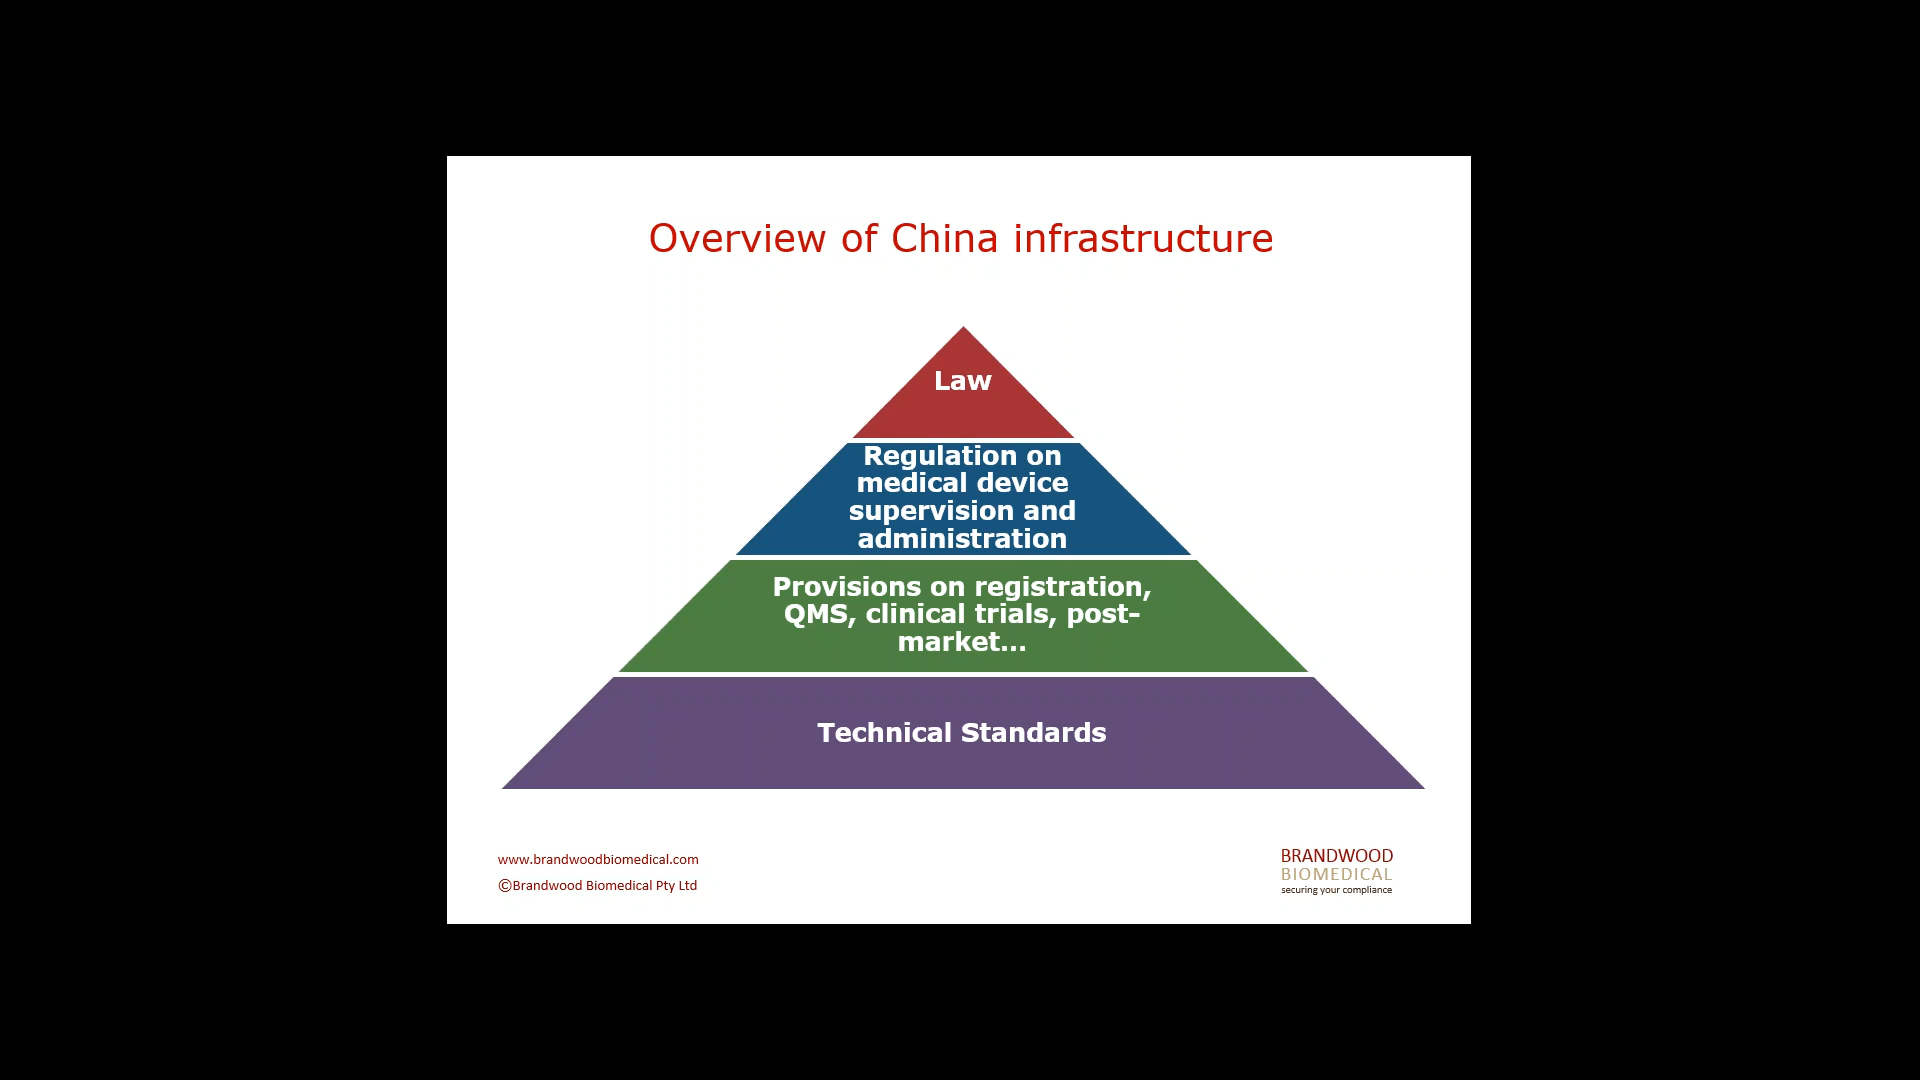 Overview of China infrastructure
Law
Regulation on
medical device
supervision and
administration
Provisions on registration,
QMS, clinical trials, post-
market...
Technical Standards
www.brandwoodbiomedical.com
©Brandwood Biomedical Pty Ltd
BRANDWOOD
BIOMEDICAL
securing your compliance